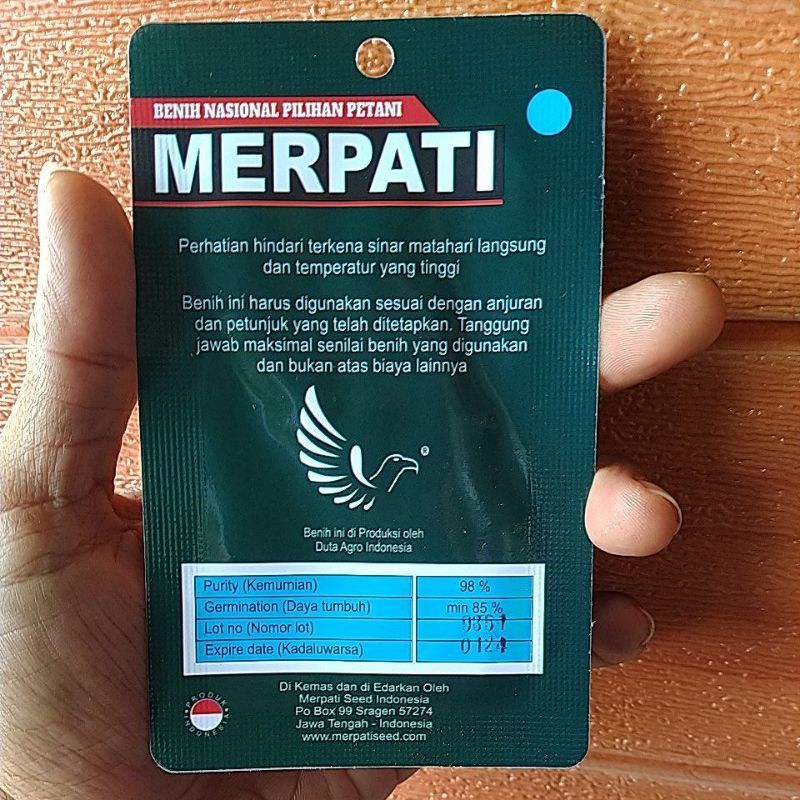 BENIH NASIONAL PILIHAN PETANI
MERPATI
Perhatian hindari terkena sinar matahari langsung
dan temperatur yang tinggi
Benih ini harus digunakan sesuai dengan anjuran
dan petunjuk yang telah ditetapkan. Tanggung
jawab maksimal senilai benih yang digunakan
dan bukan atas biaya lainnya
®
Benih ini di Produksi oleh
Duta Agro Indonesia
Purity (Kemurnian) 98 %
Germination (Daya tumbuh) min 85 %
Lot no (Nomor lot) 9351
Expire date (Kadaluwarsa) 0124
Di Kemas dan di Edarkan Oleh
Merpati Seed Indonesia
Po Box 99 Sragen 57274
Jawa Tengah - Indonesia
www.merpatiseed.com
PRODUK INDONESIA